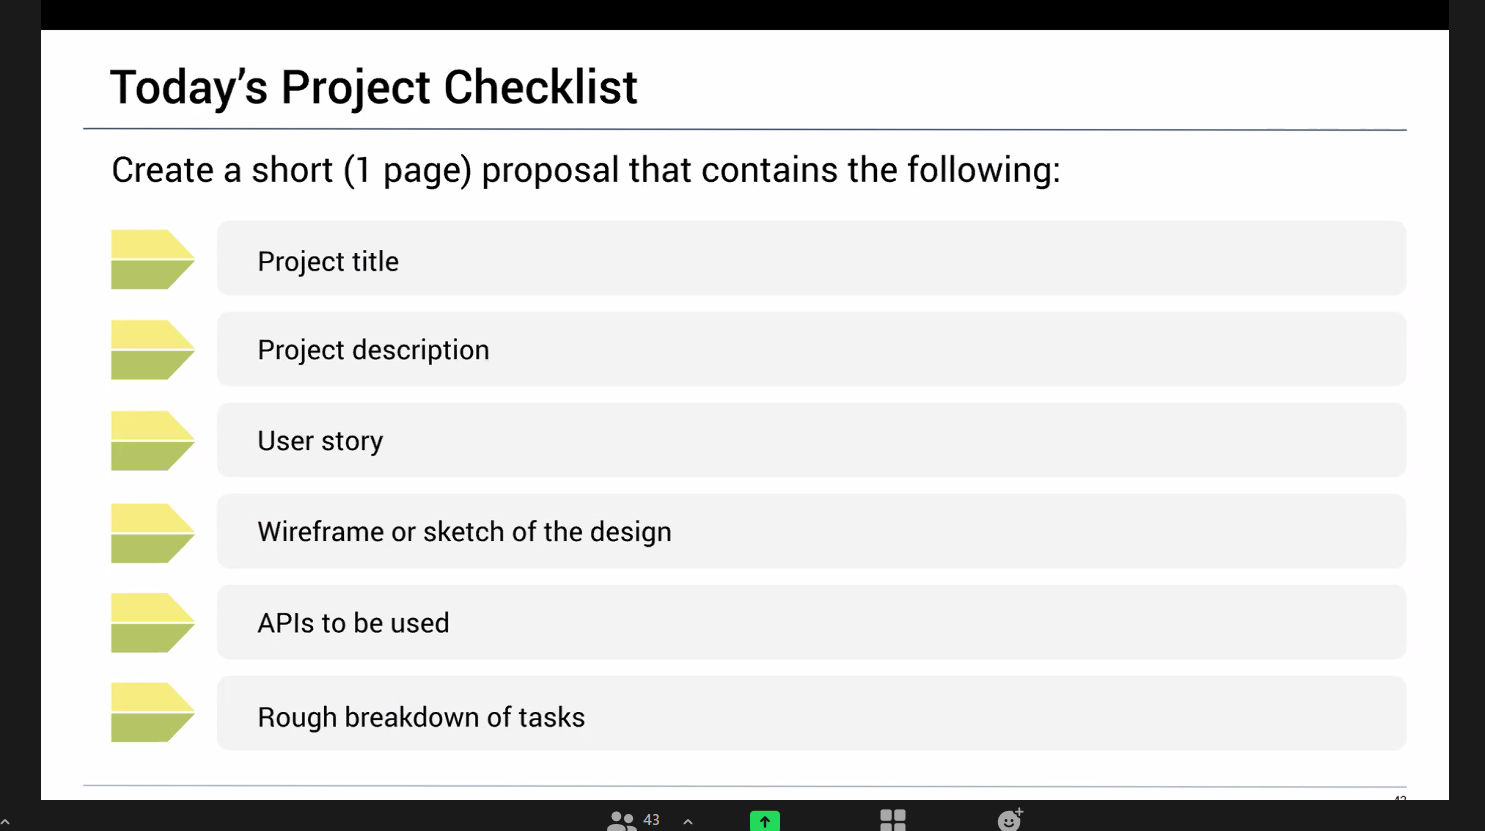 Today’s Project Checklist
Create a short (1 page) proposal that contains the following:
Project title
Project description
User story
Wireframe or sketch of the design
APIs to be used
Rough breakdown of tasks
43